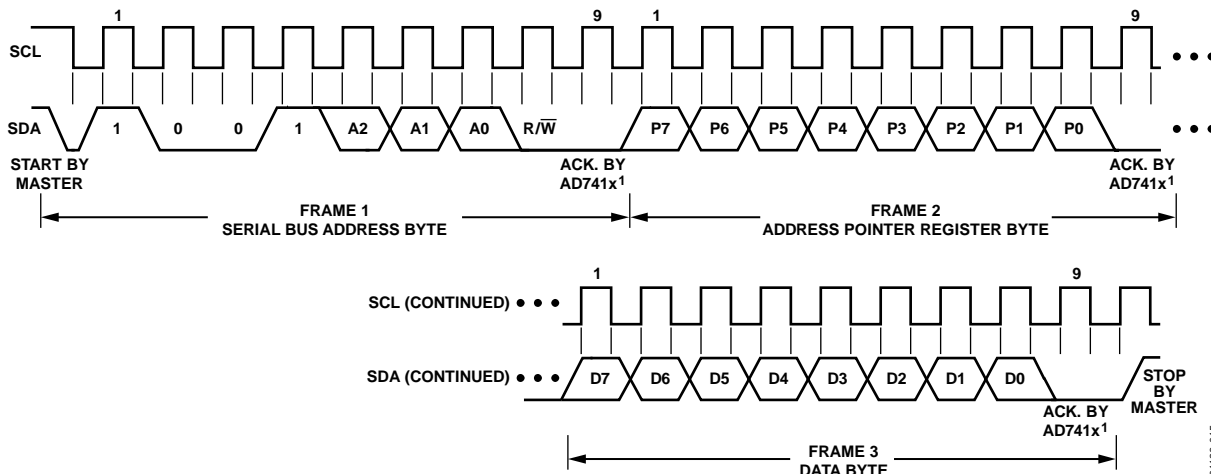 1 9 1 9
SCL
SDA 1 0 0 1 A2 A1 A0 R/W̅ P7 P6 P5 P4 P3 P2 P1 P0
START BY MASTER
ACK. BY AD741x¹
ACK. BY AD741x¹
FRAME 1
SERIAL BUS ADDRESS BYTE
FRAME 2
ADDRESS POINTER REGISTER BYTE
1 9
SCL (CONTINUED)
SDA (CONTINUED) D7 D6 D5 D4 D3 D2 D1 D0
STOP BY MASTER
ACK. BY AD741x¹
FRAME 3
DATA BYTE